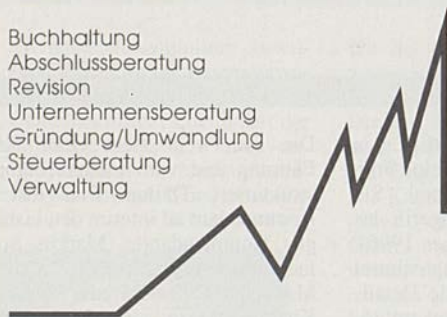 Buchhaltung
Abschlussberatung
Revision
Unternehmensberatung
Gründung/Umwandlung
Steuerberatung
Verwaltung